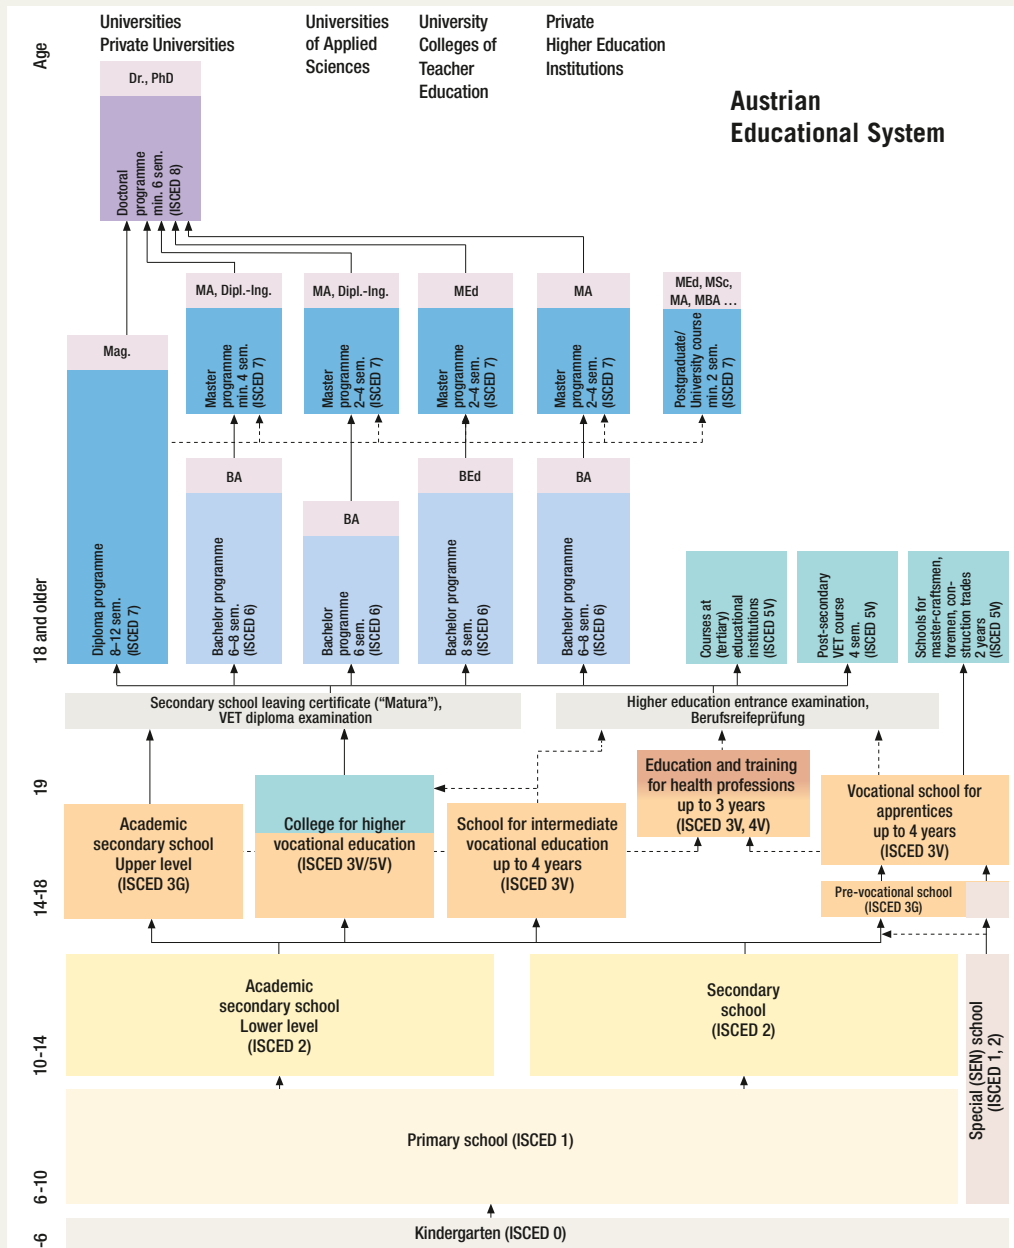 Age
Universities
Private Universities
Universities
of Applied
Sciences
University
Colleges of
Teacher
Education
Private
Higher Education
Institutions
Austrian
Educational System
Dr., PhD
Doctoral
programme
min. 6 sem.
(ISCED 8)
MA, Dipl.-Ing.
MA, Dipl.-Ing.
MEd
MA
MEd, MSc,
MA, MBA ...
Mag.
Master
programme
min. 4 sem.
(ISCED 7)
Master
programme
2–4 sem.
(ISCED 7)
Master
programme
2–4 sem.
(ISCED 7)
Master
programme
2–4 sem.
(ISCED 7)
Postgraduate/
University course
min. 2 sem.
(ISCED 7)
BA
BA
BEd
BA
18 and older
Diploma programme
8–12 sem.
(ISCED 7)
Bachelor programme
6–8 sem.
(ISCED 6)
Bachelor
programme
6 sem.
(ISCED 6)
Bachelor programme
8 sem.
(ISCED 6)
Bachelor programme
6–8 sem.
(ISCED 6)
Courses at
(tertiary)
educational
institutions
(ISCED 5V)
Post-secondary
VET course
4 sem.
(ISCED 5V)
Schools for
master-craftsmen,
foremen, con-
struction trades
2 years
(ISCED 5V)
Secondary school leaving certificate (“Matura”),
VET diploma examination
Higher education entrance examination,
Berufsreifeprüfung
19
Education and training
for health professions
up to 3 years
(ISCED 3V, 4V)
Academic
secondary school
Upper level
(ISCED 3G)
College for higher
vocational education
(ISCED 3V/5V)
School for intermediate
vocational education
up to 4 years
(ISCED 3V)
Vocational school for
apprentices
up to 4 years
(ISCED 3V)
14-18
Pre-vocational school
(ISCED 3G)
10-14
Academic
secondary school
Lower level
(ISCED 2)
Secondary
school
(ISCED 2)
Special (SEN) school
(ISCED 1, 2)
6-10
Primary school (ISCED 1)
-6
Kindergarten (ISCED 0)